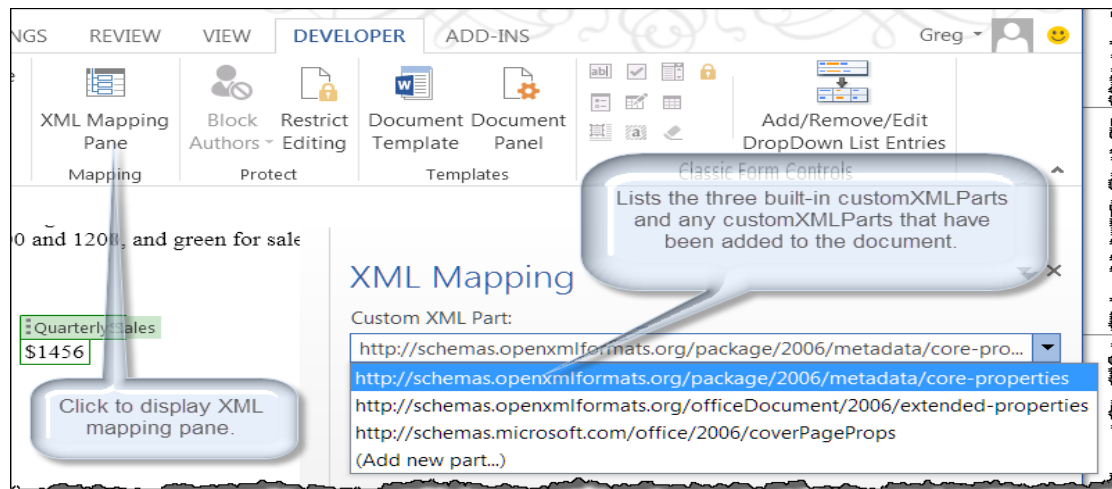 NGS REVIEW VIEW DEVELOPER ADD-INS Greg
XML Mapping Pane
Block Authors
Restrict Editing
Document Template
Document Panel
abl
Aa
Add/Remove/Edit DropDown List Entries
Mapping Protect Templates Classic Form Controls
Lists the three built-in customXMLParts
and any customXMLParts that have
been added to the document.
0 and 1208, and green for sale
XML Mapping
Custom XML Part:
http://schemas.openxmlformats.org/package/2006/metadata/core-pro...
http://schemas.openxmlformats.org/package/2006/metadata/core-properties
http://schemas.openxmlformats.org/officeDocument/2006/extended-properties
http://schemas.microsoft.com/office/2006/coverPageProps
(Add new part...)
Quarterly Sales
$1456
Click to display XML
mapping pane.